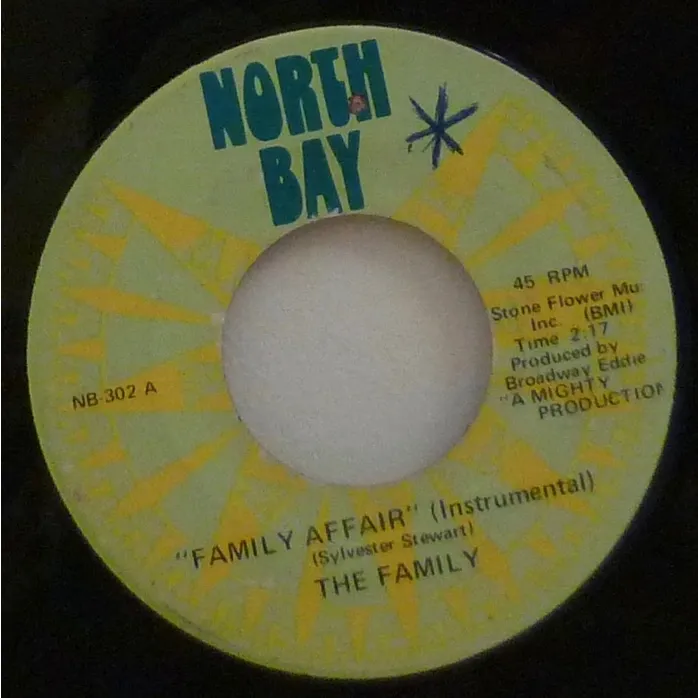 NORTH
BAY
45 RPM
Stone Flower Mu
Inc. (BMI)
Time 2:17
Produced by
Broadway Eddie
"A MIGHTY
PRODUCTION
NB-302 A
"FAMILY AFFAIR" (Instrumental)
(Sylvester Stewart)
THE FAMILY